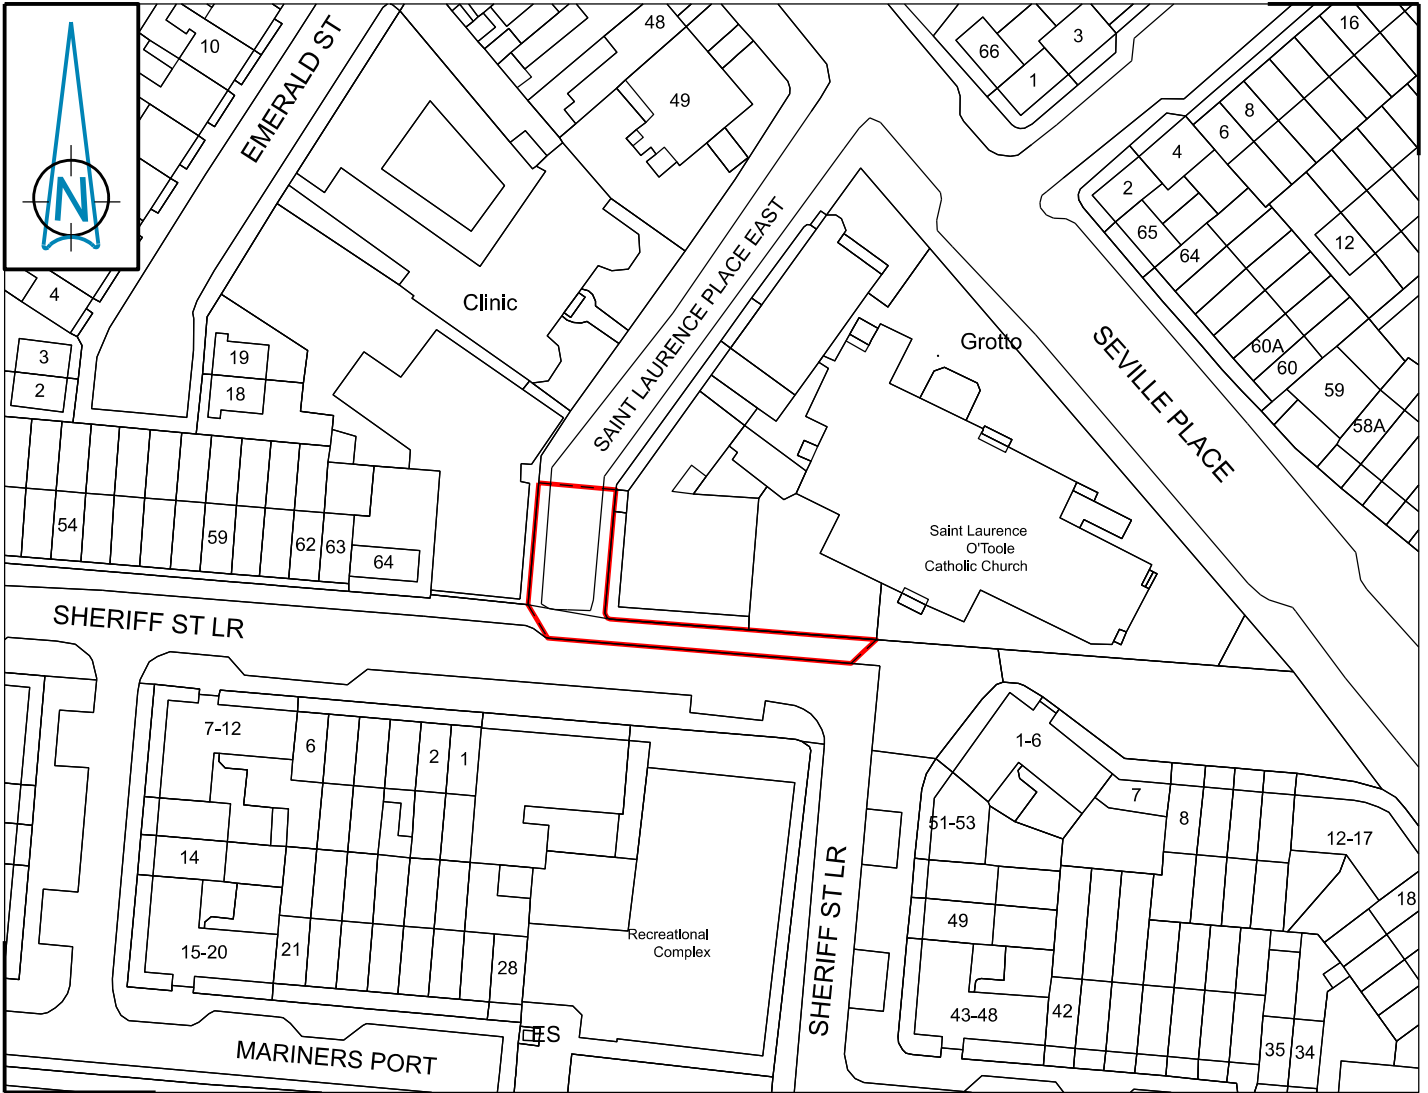 N
10
EMERALD ST
48
49
66
3
1
16
8
6
4
2
65
64
12
4
3
2
19
18
Clinic
SAINT LAURENCE PLACE EAST
Grotto
SEVILLE PLACE
60A
60
59
58A
54
59
62
63
64
Saint Laurence
O'Toole
Catholic Church
SHERIFF ST LR
7-12
6
2
1
1-6
7
8
51-53
12-17
18
14
49
15-20
21
28
Recreational
Complex
SHERIFF ST LR
43-48
42
35
34
ES
MARINERS PORT